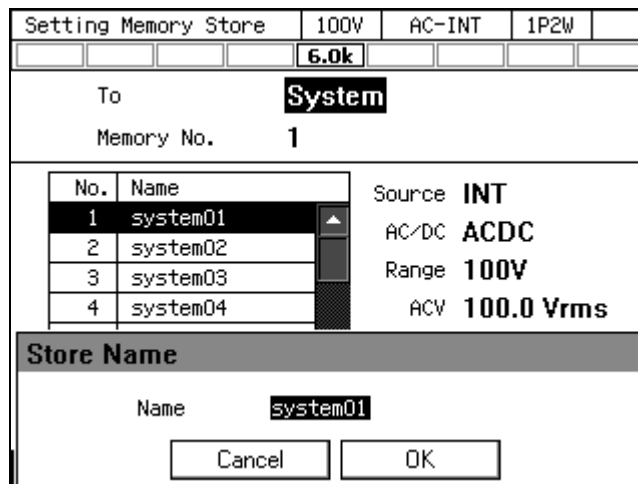 Setting Memory Store 100V AC-INT 1P2W
6.0k
To System
Memory No. 1
No. Name
1 system01
2 system02
3 system03
4 system04
Source INT
AC/DC ACDC
Range 100V
ACV 100.0 Vrms
Store Name
Name system01
Cancel OK